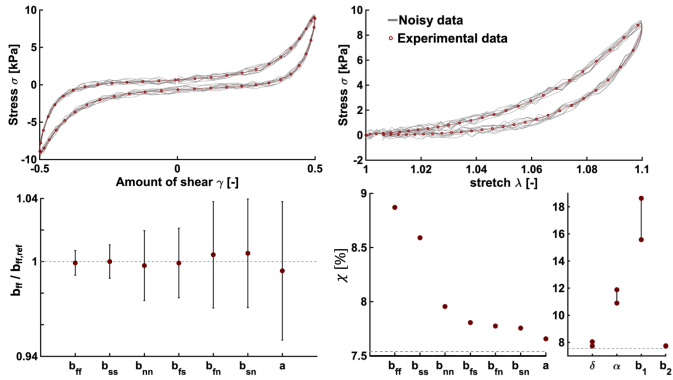 10
5
0
-5
-10
Stress σ [kPa]
-0.5
0
0.5
Amount of shear γ [-]
10
8
6
4
2
0
-2
Stress σ [kPa]
Noisy data
Experimental data
1
1.02
1.04
1.06
1.08
1.1
stretch λ [-]
1.04
1
0.94
b_ff / b_ff,ref
b_ff
b_ss
b_nn
b_fs
b_fn
b_sn
a
9
8.5
8
7.5
χ [%]
b_ff
b_ss
b_nn
b_fs
b_fn
b_sn
a
18
16
14
12
10
8
δ
α
b_1
b_2